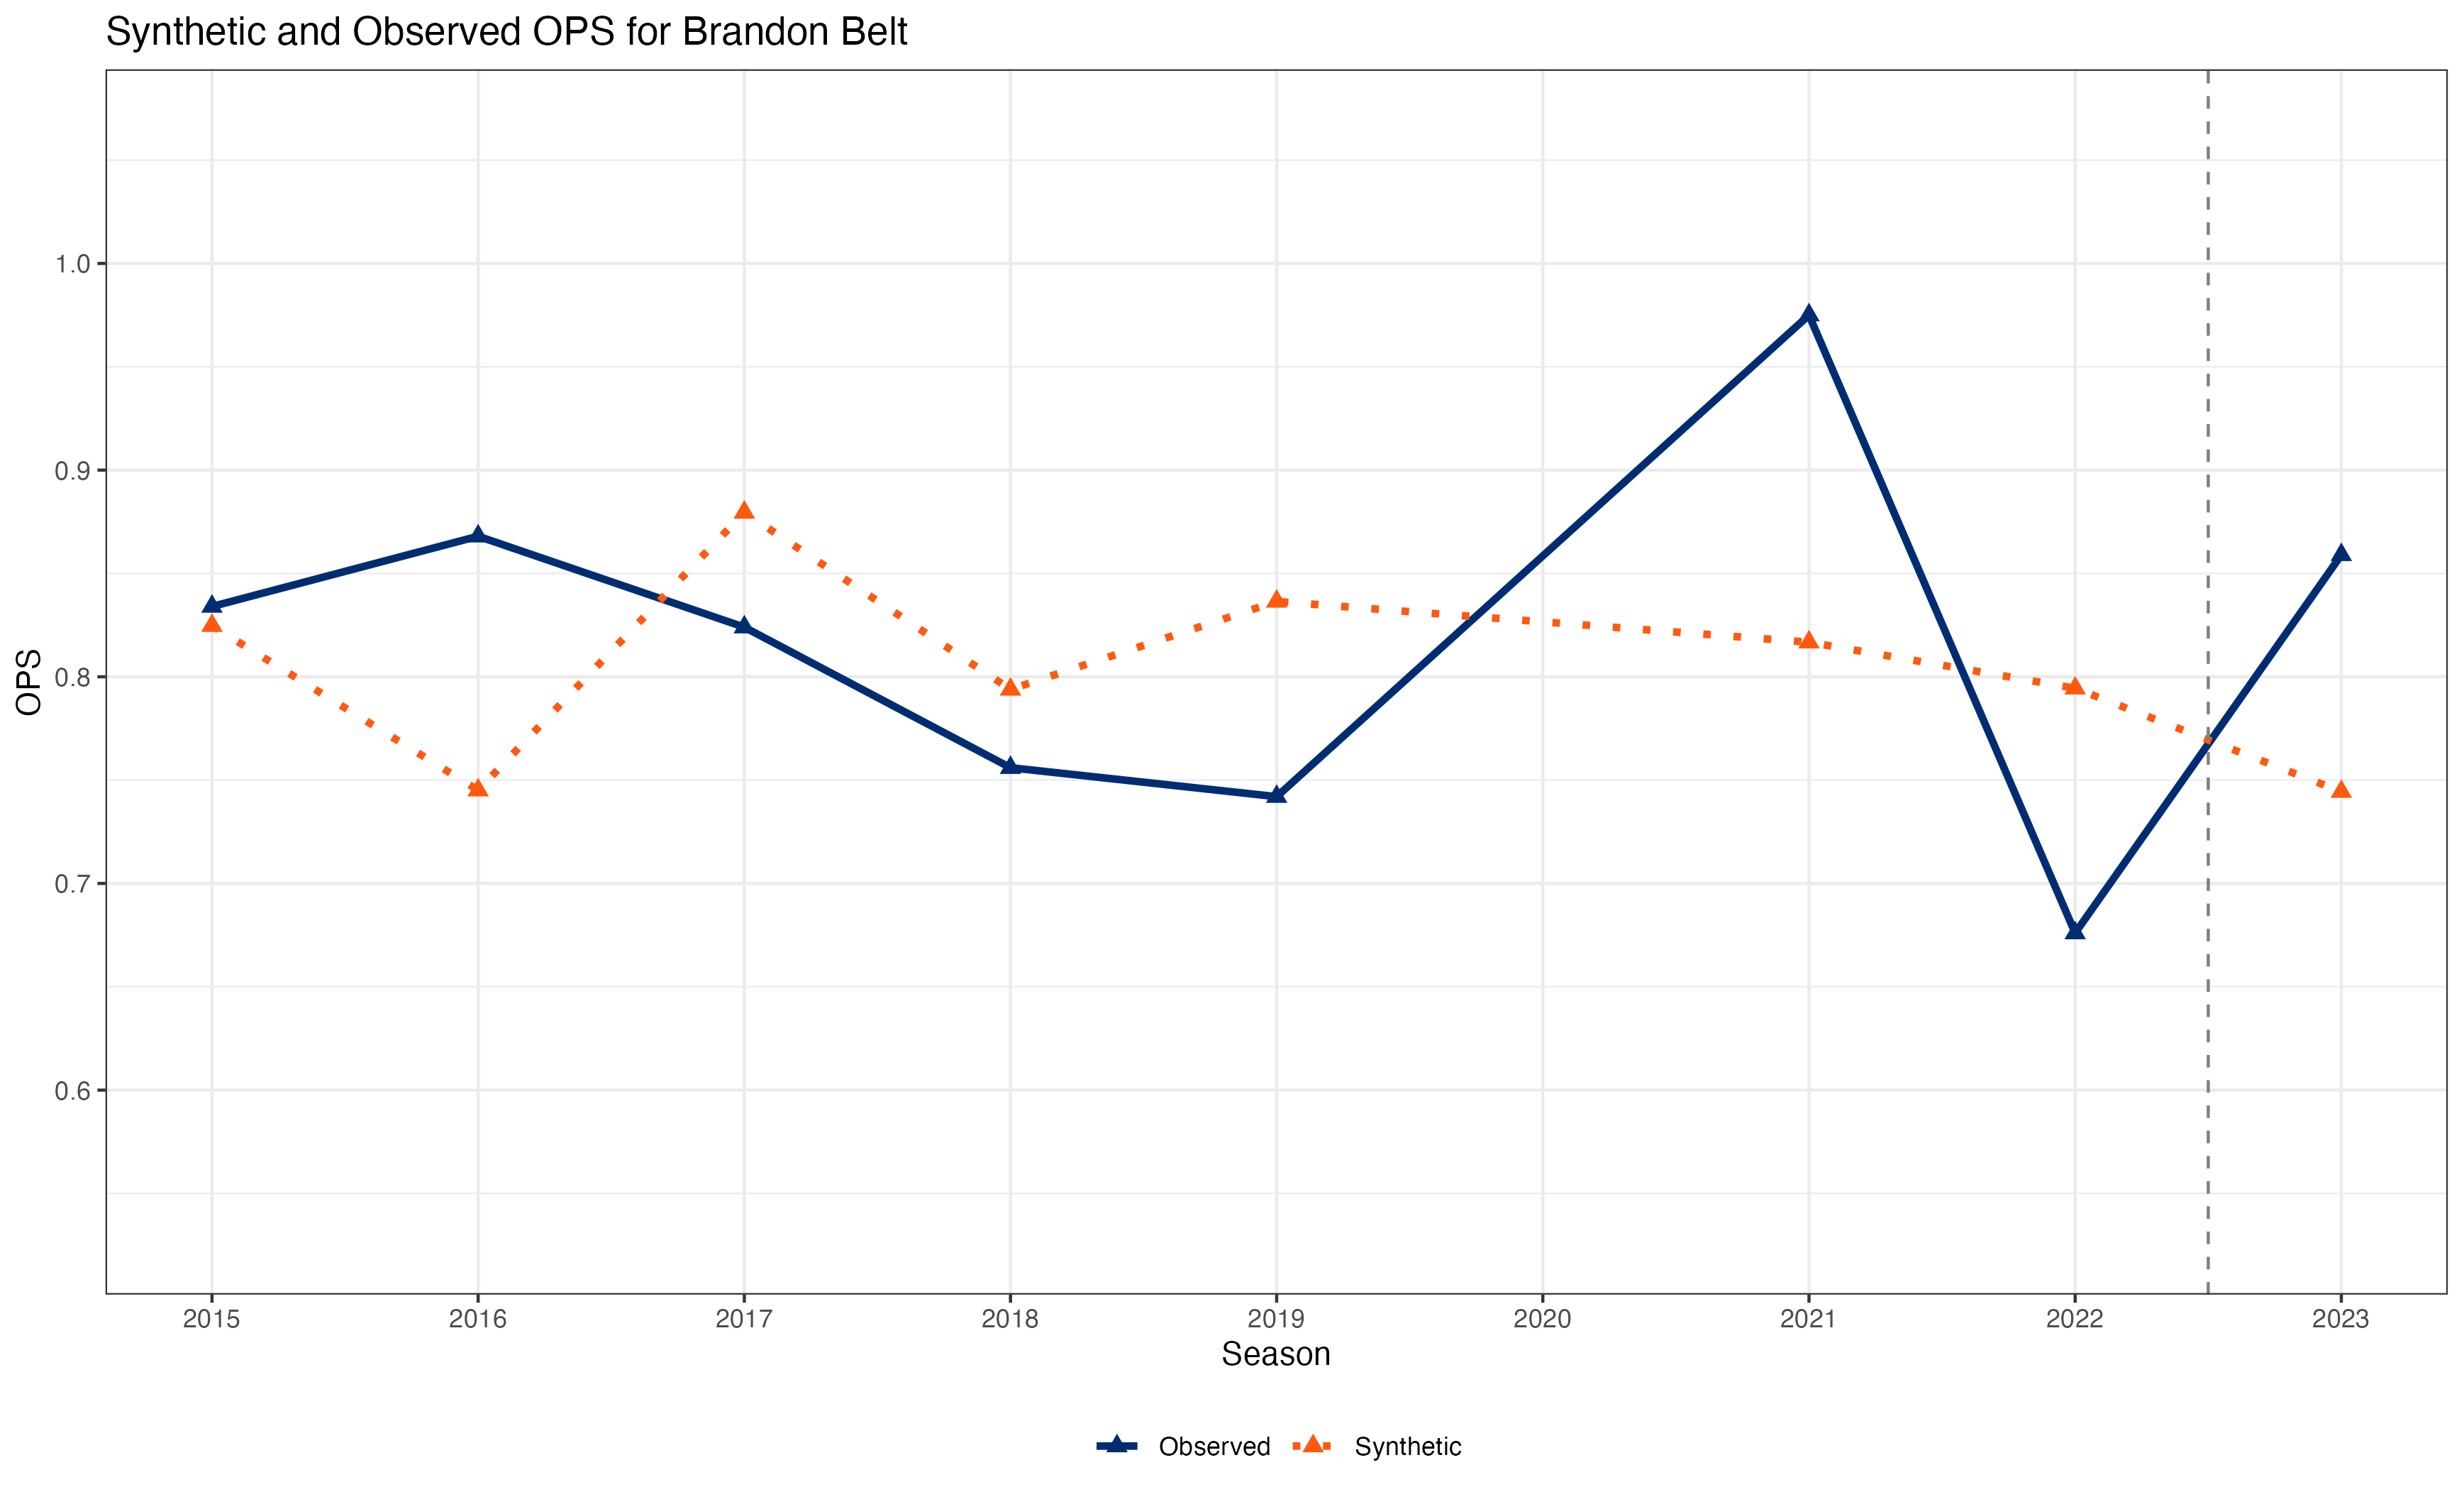 Synthetic and Observed OPS for Brandon Belt
OPS
1.0
0.9
0.8
0.7
0.6
2015 2016 2017 2018 2019 2020 2021 2022 2023
Season
Observed Synthetic